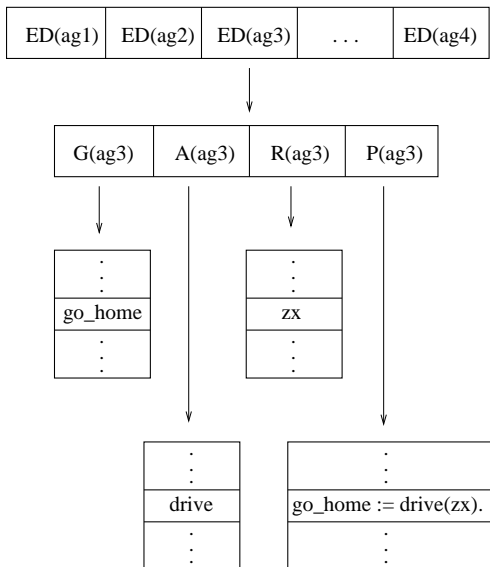 ED(ag1) ED(ag2) ED(ag3) . . . ED(ag4)
G(ag3) A(ag3) R(ag3) P(ag3)
go_home zx
drive go_home := drive(zx).